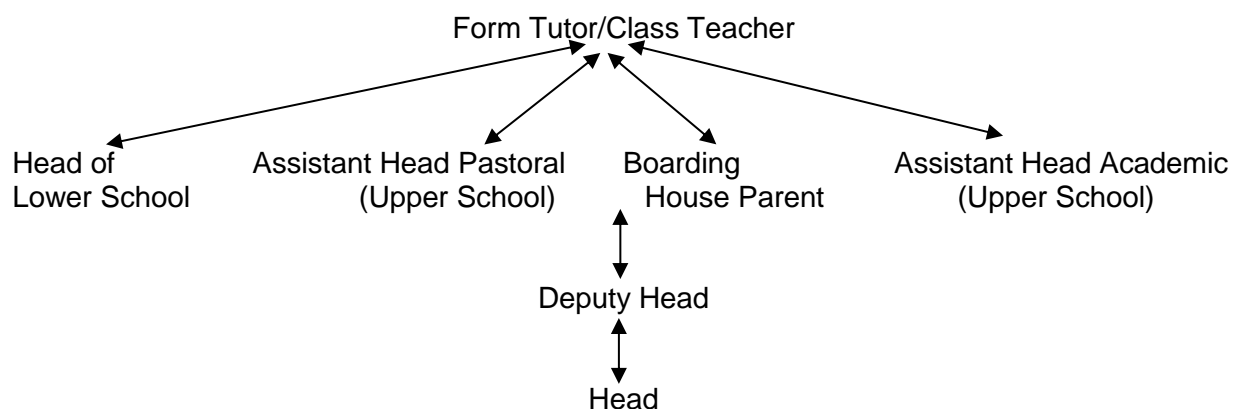 Form Tutor/Class Teacher
Head of Assistant Head Pastoral Boarding Assistant Head Academic
Lower School (Upper School) House Parent (Upper School)
Deputy Head
Head